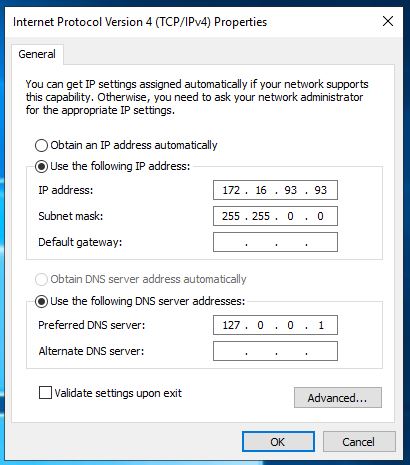 Internet Protocol Version 4 (TCP/IPv4) Properties
General
You can get IP settings assigned automatically if your network supports
this capability. Otherwise, you need to ask your network administrator
for the appropriate IP settings.
Obtain an IP address automatically
Use the following IP address:
IP address: 172 . 16 . 93 . 93
Subnet mask: 255 . 255 . 0 . 0
Default gateway: . . .
Obtain DNS server address automatically
Use the following DNS server addresses:
Preferred DNS server: 127 . 0 . 0 . 1
Alternate DNS server: . . .
Validate settings upon exit
Advanced...
OK Cancel